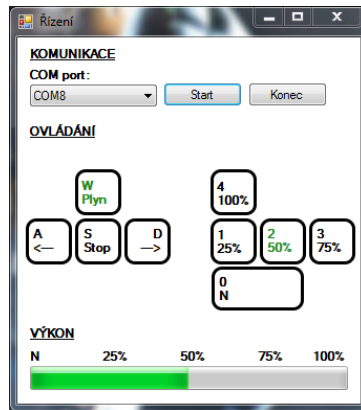 Řízení
KOMUNIKACE
COM port:
COM8 Start Konec
OVLÁDÁNÍ
W 4
Plyn 100%
A S D 1 2 3
<— Stop —> 25% 50% 75%
0
N
VÝKON
N 25% 50% 75% 100%